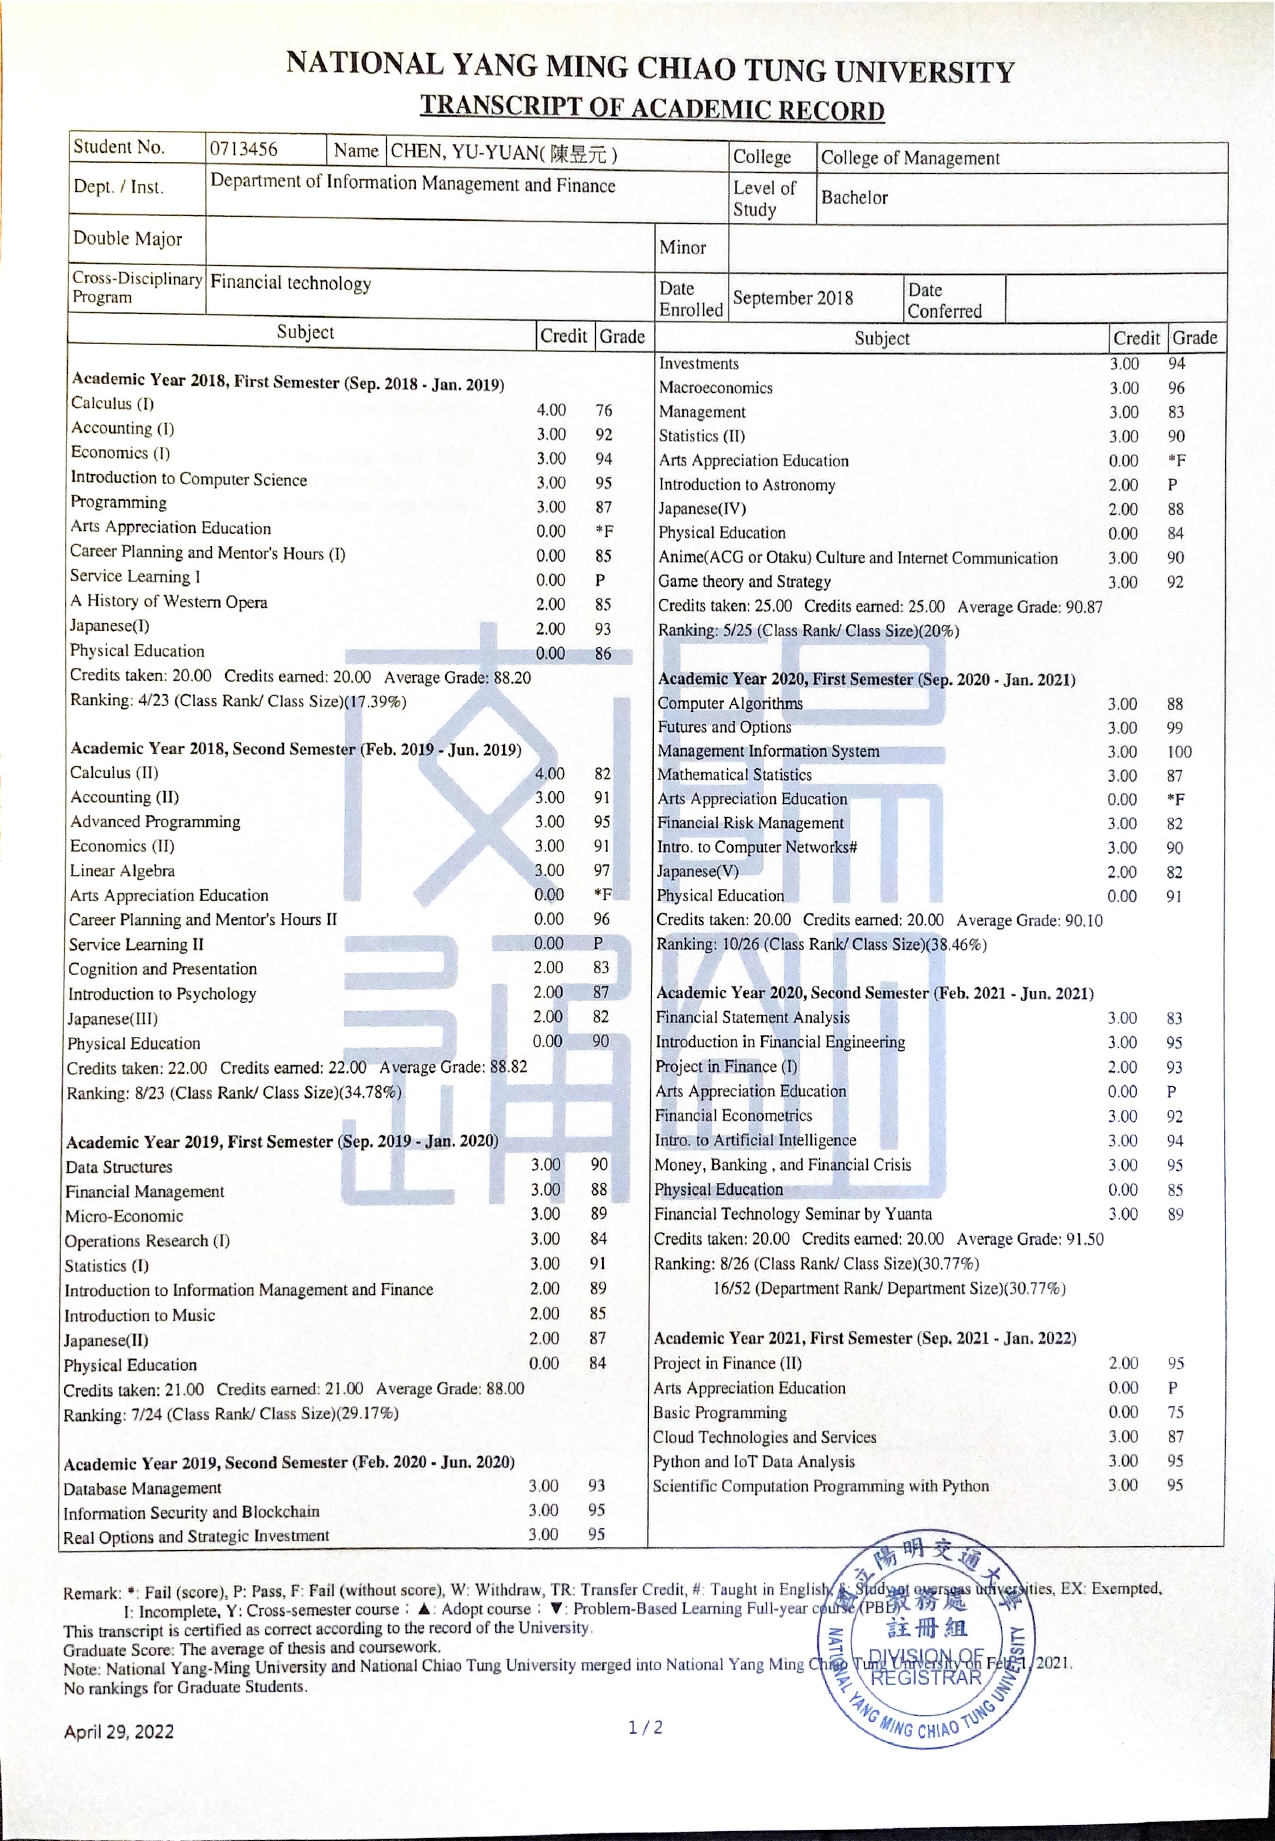 NATIONAL YANG MING CHIAO TUNG UNIVERSITY
TRANSCRIPT OF ACADEMIC RECORD
Student No. 0713456 Name CHEN, YU-YUAN( 陳昱元 ) College College of Management
Dept. / Inst. Department of Information Management and Finance Level of Study Bachelor
Double Major Minor
Cross-Disciplinary Program Financial technology Date Enrolled September 2018 Date Conferred
Subject Credit Grade
Academic Year 2018, First Semester (Sep. 2018 - Jan. 2019)
Calculus (I) 4.00 76
Accounting (I) 3.00 92
Economics (I) 3.00 94
Introduction to Computer Science 3.00 95
Programming 3.00 87
Arts Appreciation Education 0.00 *F
Career Planning and Mentor's Hours (I) 0.00 85
Service Learning I 0.00 P
A History of Western Opera 2.00 85
Japanese(I) 2.00 93
Physical Education 0.00 86
Credits taken: 20.00 Credits earned: 20.00 Average Grade: 88.20
Ranking: 4/23 (Class Rank/ Class Size)(17.39%)
Academic Year 2018, Second Semester (Feb. 2019 - Jun. 2019)
Calculus (II) 4.00 82
Accounting (II) 3.00 91
Advanced Programming 3.00 95
Economics (II) 3.00 91
Linear Algebra 3.00 97
Arts Appreciation Education 0.00 *F
Career Planning and Mentor's Hours II 0.00 96
Service Learning II 0.00 P
Cognition and Presentation 2.00 83
Introduction to Psychology 2.00 87
Japanese(III) 2.00 82
Physical Education 0.00 90
Credits taken: 22.00 Credits earned: 22.00 Average Grade: 88.82
Ranking: 8/23 (Class Rank/ Class Size)(34.78%)
Academic Year 2019, First Semester (Sep. 2019 - Jan. 2020)
Data Structures 3.00 90
Financial Management 3.00 88
Micro-Economic 3.00 89
Operations Research (I) 3.00 84
Statistics (I) 3.00 91
Introduction to Information Management and Finance 2.00 89
Introduction to Music 2.00 85
Japanese(II) 2.00 87
Physical Education 0.00 84
Credits taken: 21.00 Credits earned: 21.00 Average Grade: 88.00
Ranking: 7/24 (Class Rank/ Class Size)(29.17%)
Academic Year 2019, Second Semester (Feb. 2020 - Jun. 2020)
Database Management 3.00 93
Information Security and Blockchain 3.00 95
Real Options and Strategic Investment 3.00 95
Subject Credit Grade
Investments 3.00 94
Macroeconomics 3.00 96
Management 3.00 83
Statistics (II) 3.00 90
Arts Appreciation Education 0.00 *F
Introduction to Astronomy 2.00 P
Japanese(IV) 2.00 88
Physical Education 0.00 84
Anime(ACG or Otaku) Culture and Internet Communication 3.00 90
Game theory and Strategy 3.00 92
Credits taken: 25.00 Credits earned: 25.00 Average Grade: 90.87
Ranking: 5/25 (Class Rank/ Class Size)(20%)
Academic Year 2020, First Semester (Sep. 2020 - Jan. 2021)
Computer Algorithms 3.00 88
Futures and Options 3.00 99
Management Information System 3.00 100
Mathematical Statistics 3.00 87
Arts Appreciation Education 0.00 *F
Financial Risk Management 3.00 82
Intro. to Computer Networks# 3.00 90
Japanese(V) 2.00 82
Physical Education 0.00 91
Credits taken: 20.00 Credits earned: 20.00 Average Grade: 90.10
Ranking: 10/26 (Class Rank/ Class Size)(38.46%)
Academic Year 2020, Second Semester (Feb. 2021 - Jun. 2021)
Financial Statement Analysis 3.00 83
Introduction in Financial Engineering 3.00 95
Project in Finance (I) 2.00 93
Arts Appreciation Education 0.00 P
Financial Econometrics 3.00 92
Intro. to Artificial Intelligence 3.00 94
Money, Banking , and Financial Crisis 3.00 95
Physical Education 0.00 85
Financial Technology Seminar by Yuanta 3.00 89
Credits taken: 20.00 Credits earned: 20.00 Average Grade: 91.50
Ranking: 8/26 (Class Rank/ Class Size)(30.77%)
16/52 (Department Rank/ Department Size)(30.77%)
Academic Year 2021, First Semester (Sep. 2021 - Jan. 2022)
Project in Finance (II) 2.00 95
Arts Appreciation Education 0.00 P
Basic Programming 0.00 75
Cloud Technologies and Services 3.00 87
Python and IoT Data Analysis 3.00 95
Scientific Computation Programming with Python 3.00 95
Remark: *: Fail (score), P: Pass, F: Fail (without score), W: Withdraw, TR: Transfer Credit, #: Taught in English, &: Study at overseas universities, EX: Exempted,
I: Incomplete, Y: Cross-semester course ; ▲: Adopt course ; ▼: Problem-Based Learning Full-year course (PBL)
This transcript is certified as correct according to the record of the University.
Graduate Score: The average of thesis and coursework.
Note: National Yang-Ming University and National Chiao Tung University merged into National Yang Ming Chiao Tung University on Feb. 1, 2021.
No rankings for Graduate Students.
國立陽明交通大學
教務處
註冊組
DIVISION OF
REGISTRAR
NATIONAL YANG MING CHIAO TUNG UNIVERSITY
April 29, 2022 1 / 2